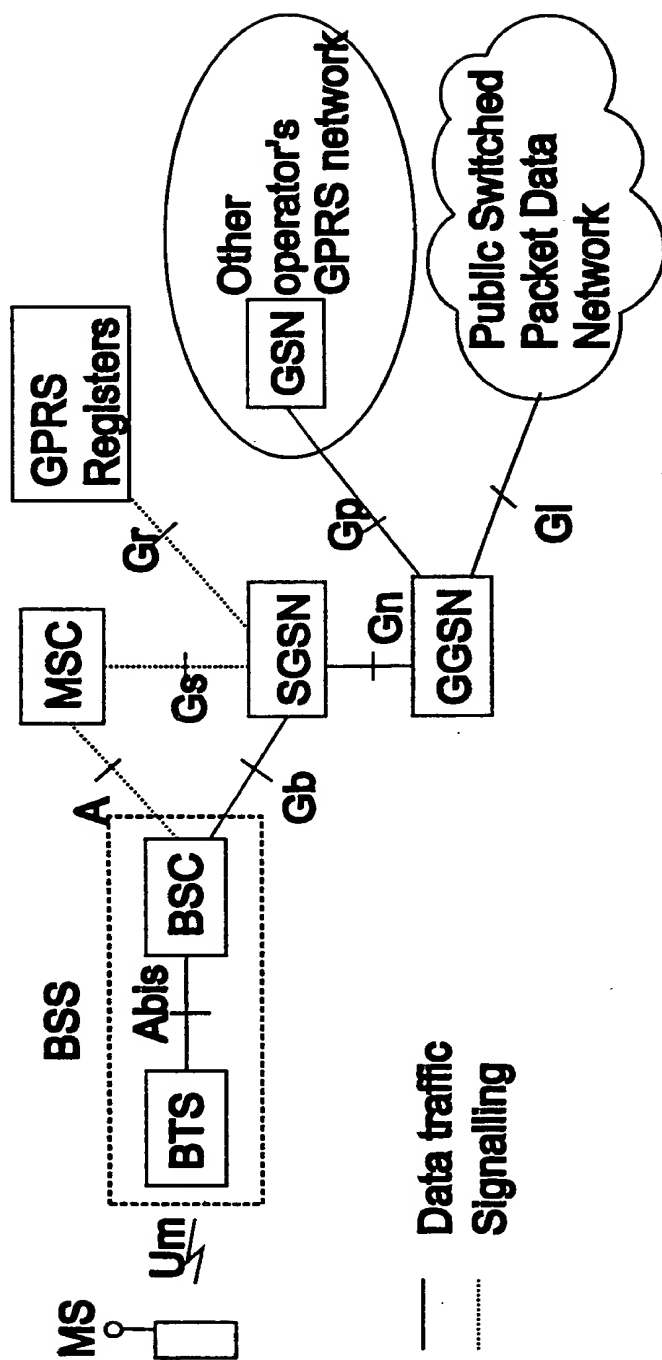 MS
Um
BSS
BTS
Abis
BSC
A
MSC
Gs
Gb
SGSN
Gr
GPRS
Registers
Gn
GGSN
Gp
GSN
Other
operator's
GPRS network
GI
Public Switched
Packet Data
Network
Data traffic
Signalling